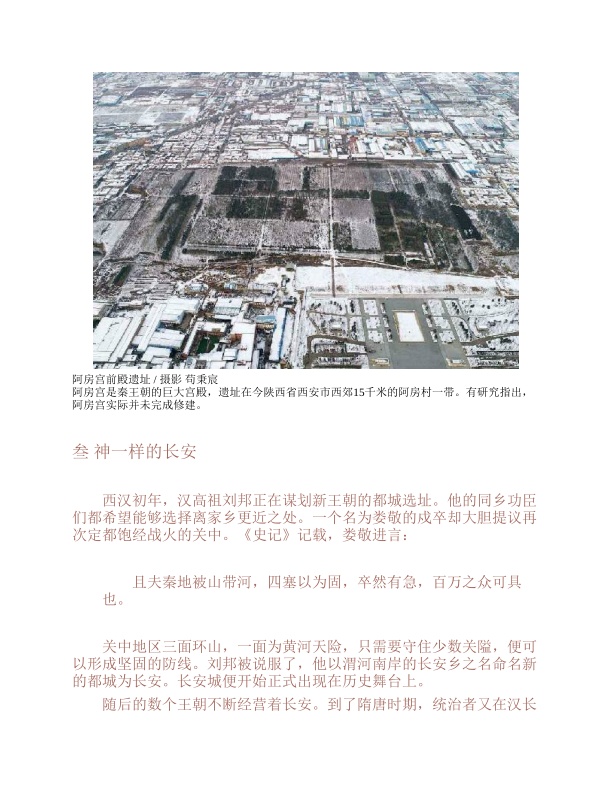 阿房宫前殿遗址 / 摄影 苟秉宸
阿房宫是秦王朝的巨大宫殿，遗址在今陕西省西安市西郊15千米的阿房村一带。有研究指出，
阿房宫实际并未完成修建。
叁 神一样的长安
西汉初年，汉高祖刘邦正在谋划新王朝的都城选址。他的同乡功臣
们都希望能够选择离家乡更近之处。一个名为娄敬的戍卒却大胆提议再
次定都饱经战火的关中。《史记》记载，娄敬进言：
且夫秦地被山带河，四塞以为固，卒然有急，百万之众可具
也。
关中地区三面环山，一面为黄河天险，只需要守住少数关隘，便可
以形成坚固的防线。刘邦被说服了，他以渭河南岸的长安乡之名命名新
的都城为长安。长安城便开始正式出现在历史舞台上。
随后的数个王朝不断经营着长安。到了隋唐时期，统治者又在汉长